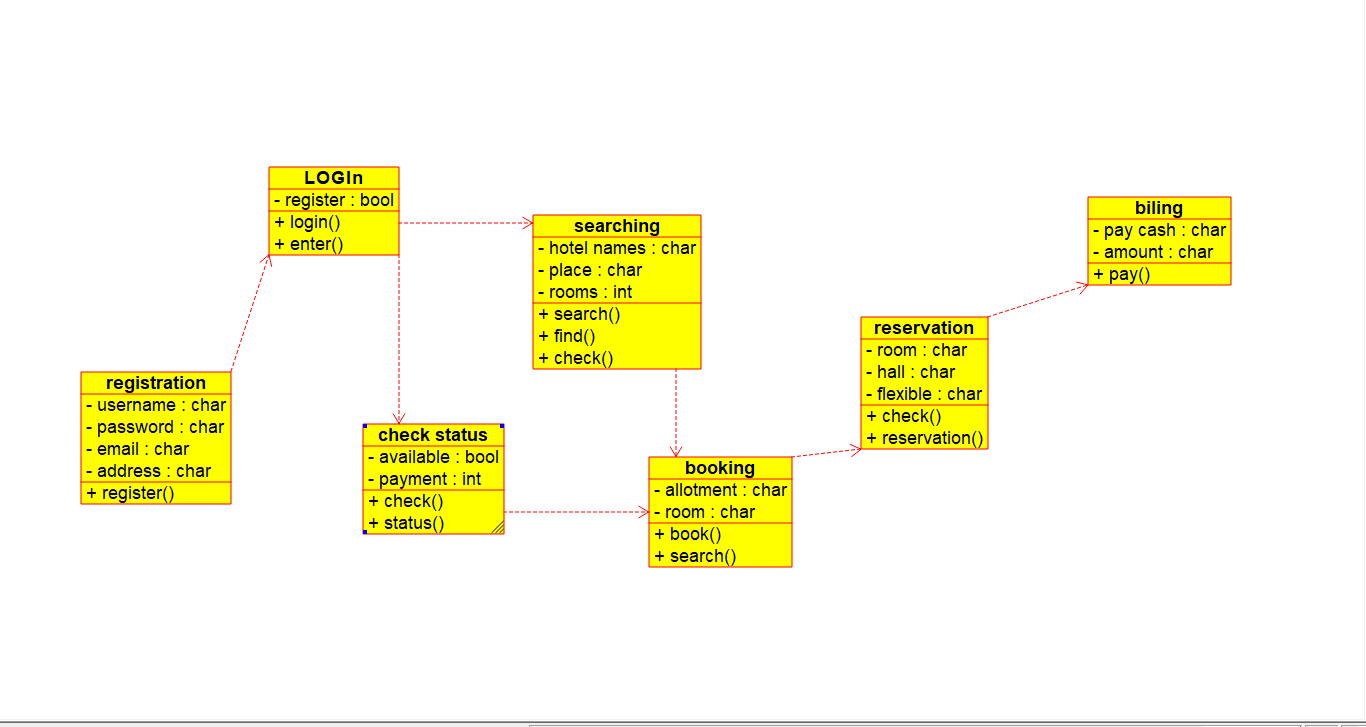 LOGIn
- register : bool
+ login()
+ enter()
searching
- hotel names : char
- place : char
- rooms : int
+ search()
+ find()
+ check()
biling
- pay cash : char
- amount : char
+ pay()
registration
- username : char
- password : char
- email : char
- address : char
+ register()
check status
- available : bool
- payment : int
+ check()
+ status()
booking
- allotment : char
- room : char
+ book()
+ search()
reservation
- room : char
- hall : char
- flexible : char
+ check()
+ reservation()